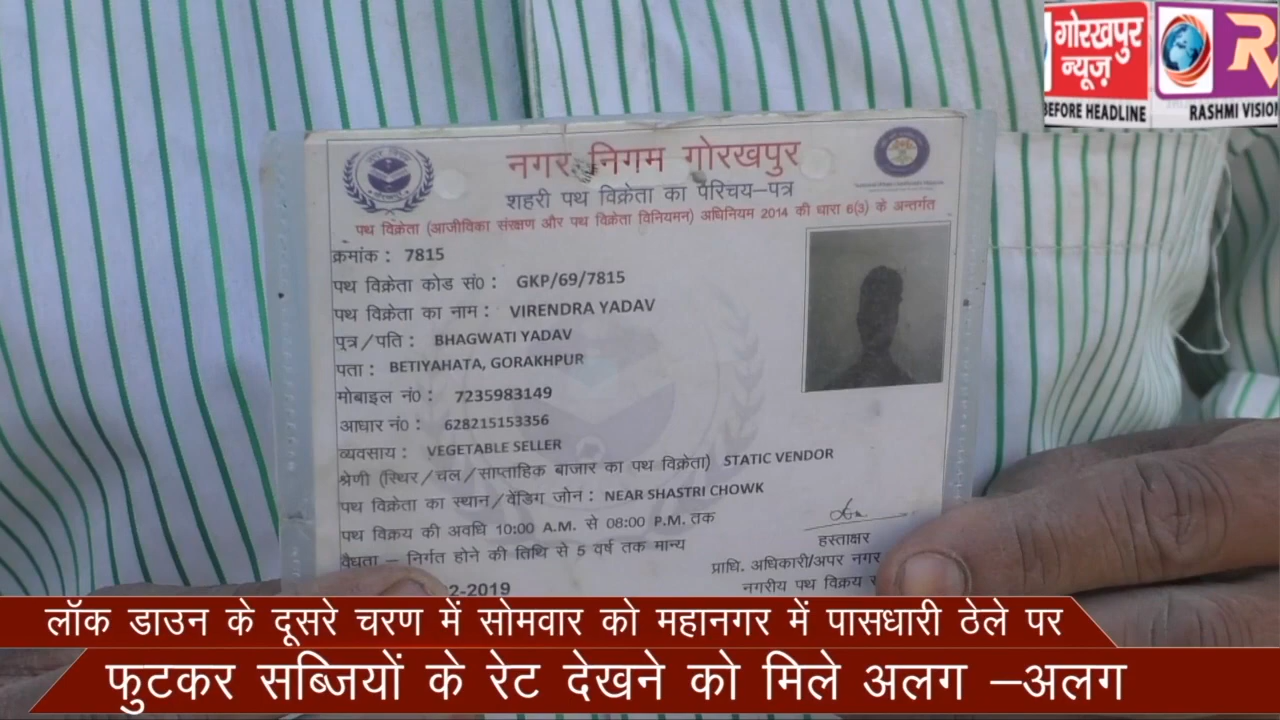 गोरखपुर
न्यूज़
BEFORE HEADLINE
R
RASHMI VISION
नगर निगम गोरखपुर
शहरी पथ विक्रेता का परिचय–पत्र
पथ विक्रेता (आजीविका संरक्षण और पथ विक्रेता विनियमन) अधिनियम 2014 की धारा 6(3) के अन्तर्गत
क्रमांक : 7815
पथ विक्रेता कोड सं0 : GKP/69/7815
पथ विक्रेता का नाम : VIRENDRA YADAV
पुत्र/पति : BHAGWATI YADAV
पता : BETIYAHATA, GORAKHPUR
मोबाइल नं0 : 7235983149
आधार नं0 : 628215153356
व्यवसाय : VEGETABLE SELLER
श्रेणी (स्थिर/चल/साप्ताहिक बाजार का पथ विक्रेता) STATIC VENDOR
पथ विक्रेता का स्थान/वेंडिग जोन : NEAR SHASTRI CHOWK
पथ विक्रय की अवधि 10:00 A.M. से 08:00 P.M. तक
वैधता – निर्गत होने की तिथि से 5 वर्ष तक मान्य
2-2019
हस्ताक्षर
प्राधि. अधिकारी/अपर नगर
नगरीय पथ विक्रय
लॉक डाउन के दूसरे चरण में सोमवार को महानगर में पासधारी ठेले पर
फुटकर सब्जियों के रेट देखने को मिले अलग –अलग